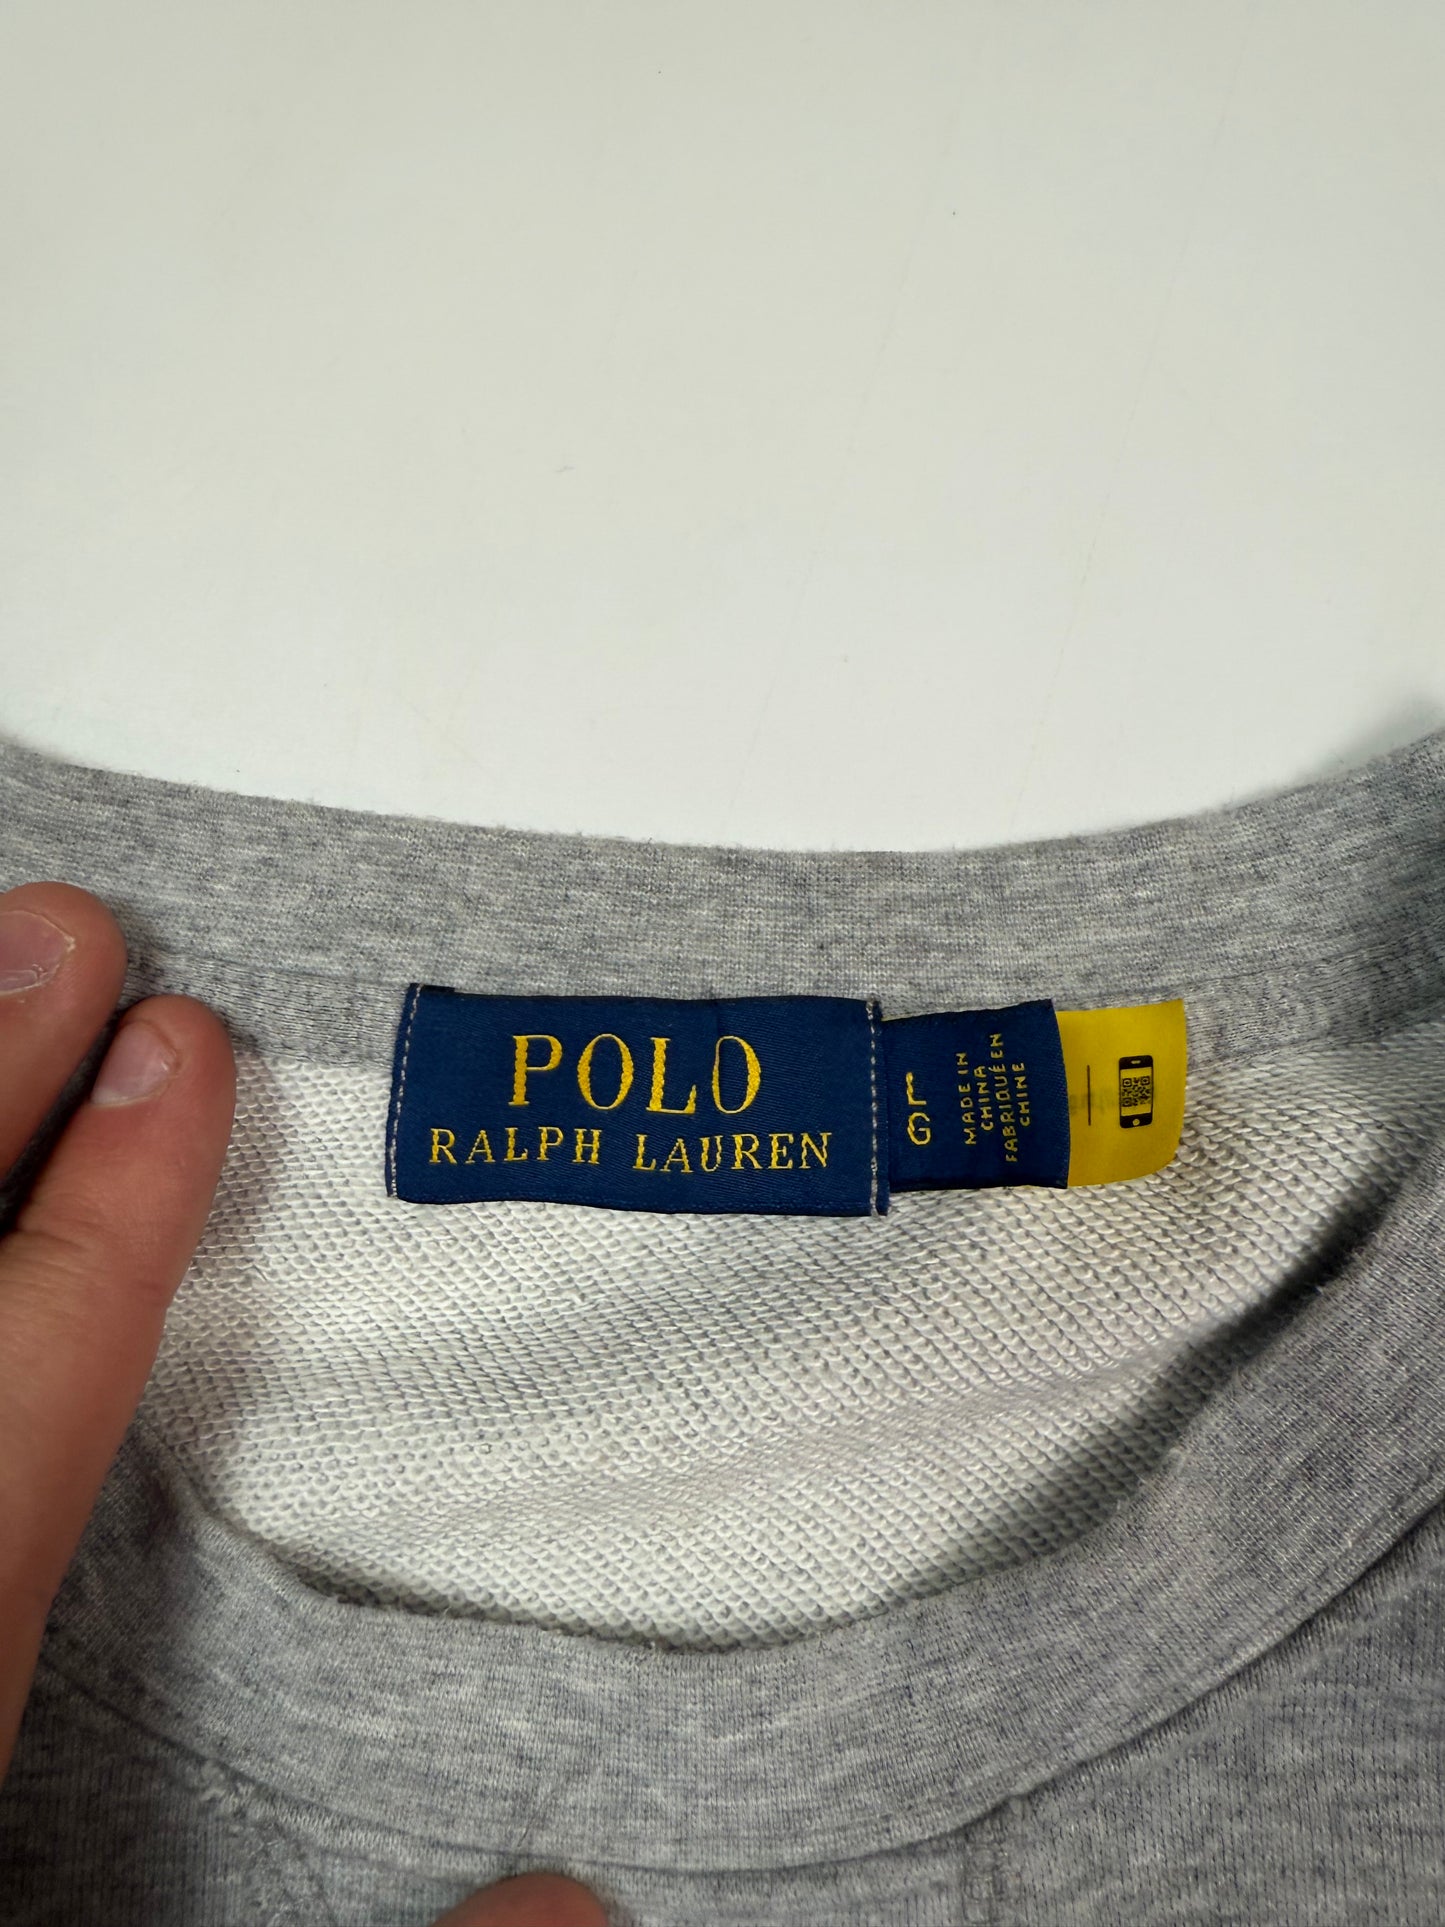 POLO
RALPH LAUREN
L
G
MADE IN
CHINA
FABRIQUÉ EN
CHINE